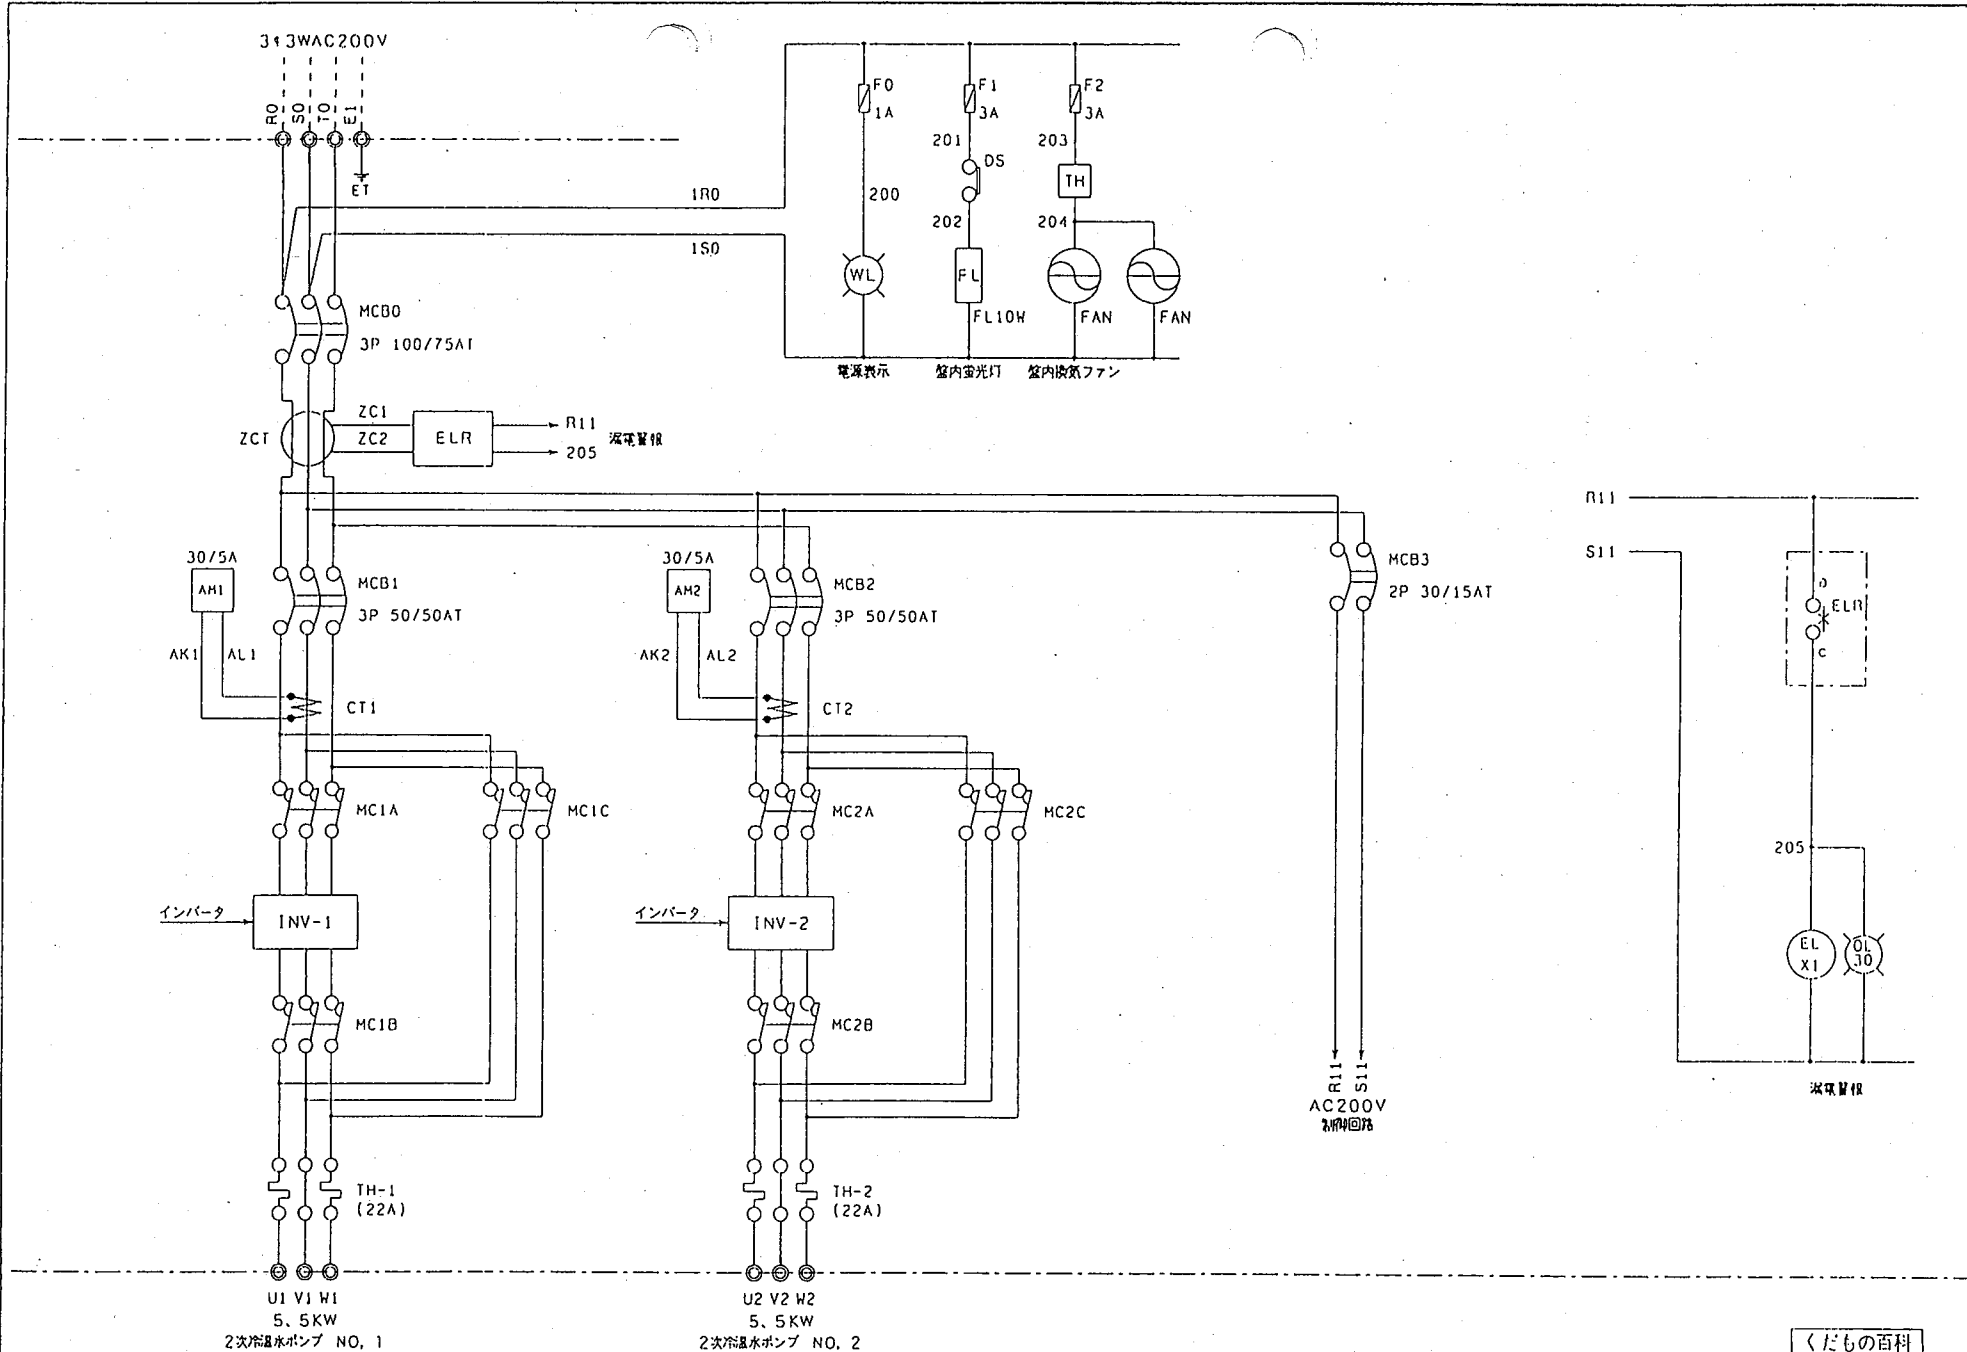 3φ3WAC200V
R0
S0
T0
E1
ET
1R0
1S0
F0
1A
200
WL
電源表示
F1
3A
201
DS
202
FL
FL10W
盤内蛍光灯
F2
3A
203
TH
204
FAN
FAN
盤内換気ファン
MCB0
3P 100/75AT
ZCT
ZC1
ZC2
ELR
R11
205
漏電警報
30/5A
AM1
AK1
AL1
MCB1
3P 50/50AT
CT1
MC1A
MC1C
インバータ
INV-1
MC1B
TH-1
(22A)
U1 V1 W1
5、5KW
2次冷温水ポンプ NO, 1
30/5A
AM2
AK2
AL2
MCB2
3P 50/50AT
CT2
MC2A
MC2C
インバータ
INV-2
MC2B
TH-2
(22A)
U2 V2 W2
5、5KW
2次冷温水ポンプ NO, 2
MCB3
2P 30/15AT
R11
S11
AC200V
制御回路
R11
S11
ELR
C
205
EL
X1
OL
30
漏電警報
くだもの百科